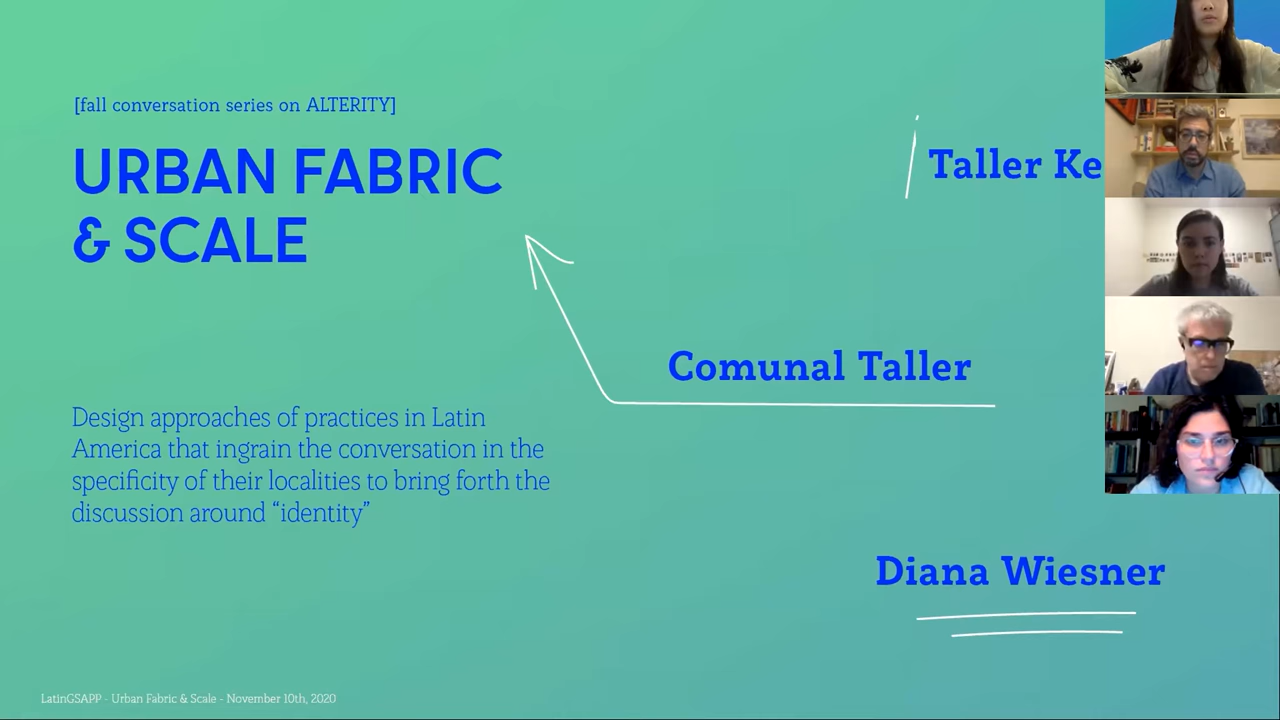 [fall conversation series on ALTERITY]
URBAN FABRIC
& SCALE
Taller Ke
Comunal Taller
Design approaches of practices in Latin
America that ingrain the conversation in the
specificity of their localities to bring forth the
discussion around “identity”
Diana Wiesner
LatinGSAPP - Urban Fabric & Scale - November 10th, 2020